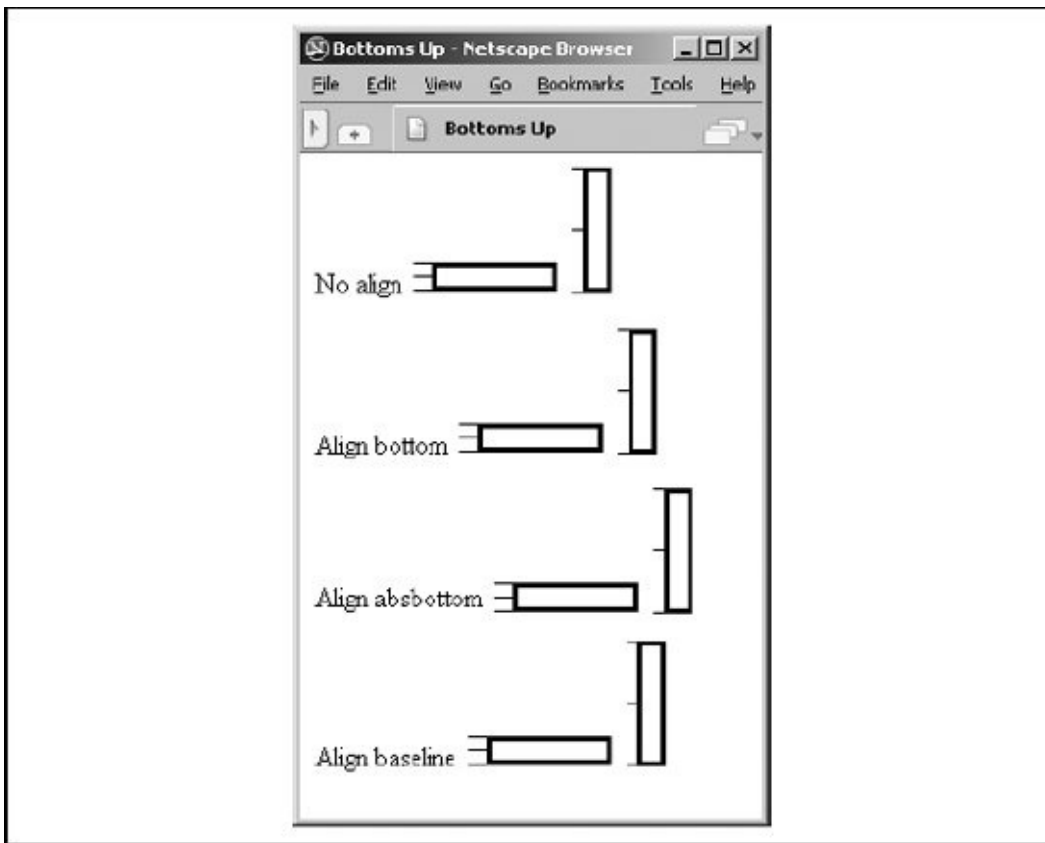 Bottoms Up - Netscape Browser
File Edit View Go Bookmarks Tools Help
Bottoms Up
No align
Align bottom
Align absbottom
Align baseline